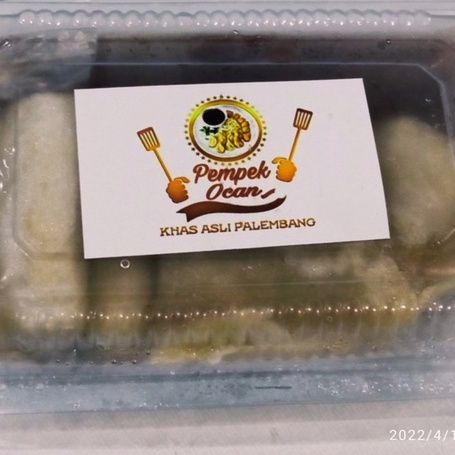 Pempek
Ocan
KHAS ASLI PALEMBANG
2022/4/1